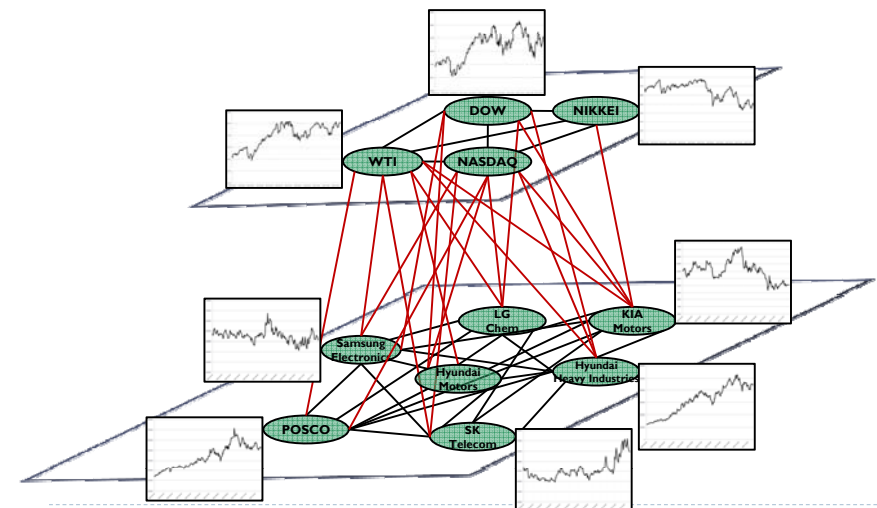 DOW
NIKKEI
WTI
NASDAQ
LG
Chem
KIA
Motors
Samsung
Electronics
Hyundai
Motors
Hyundai
Heavy Industries
POSCO
SK
Telecom